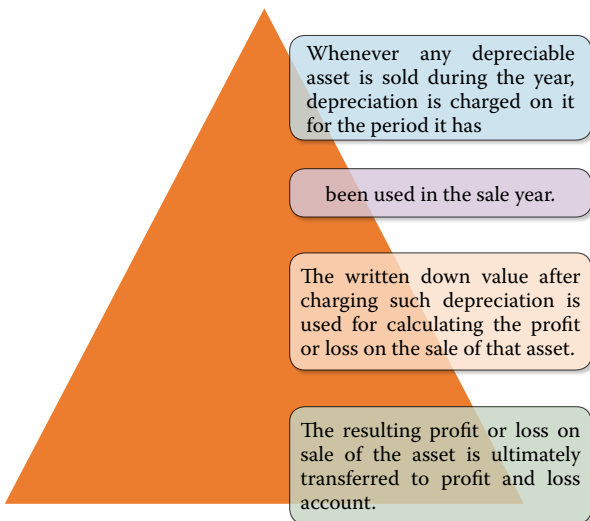 Whenever any depreciable
asset is sold during the year,
depreciation is charged on it
for the period it has
been used in the sale year.
The written down value after
charging such depreciation is
used for calculating the profit
or loss on the sale of that asset.
The resulting profit or loss on
sale of the asset is ultimately
transferred to profit and loss
account.